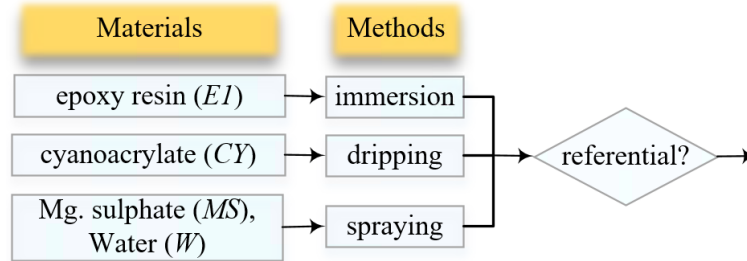 Materials
Methods
epoxy resin (E1)
immersion
cyanoacrylate (CY)
dripping
referential?
Mg. sulphate (MS),
Water (W)
spraying